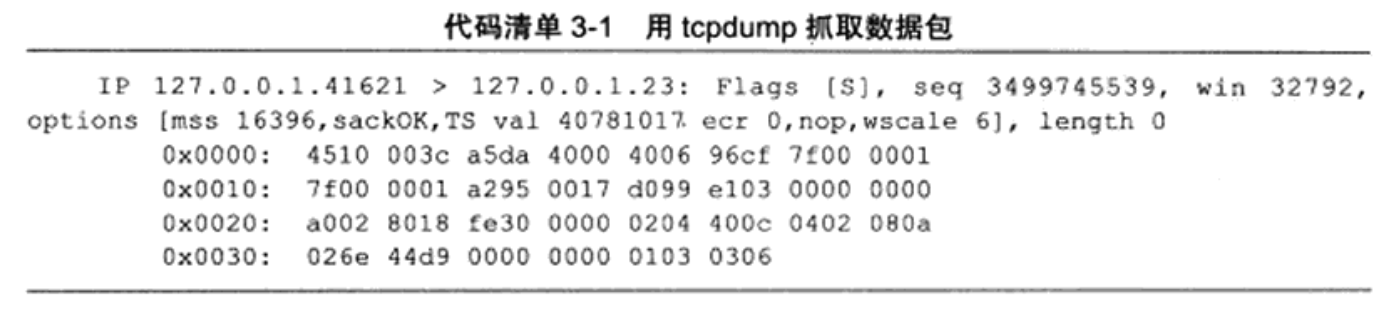 代码清单 3-1 用 tcpdump 抓取数据包
IP 127.0.0.1.41621 > 127.0.0.1.23: Flags [S], seq 3499745539, win 32792,
options [mss 16396,sackOK,TS val 40781017 ecr 0,nop,wscale 6], length 0
0x0000: 4510 003c a5da 4000 4006 96cf 7f00 0001
0x0010: 7f00 0001 a295 0017 d099 e103 0000 0000
0x0020: a002 8018 fe30 0000 0204 400c 0402 080a
0x0030: 026e 44d9 0000 0000 0103 0306